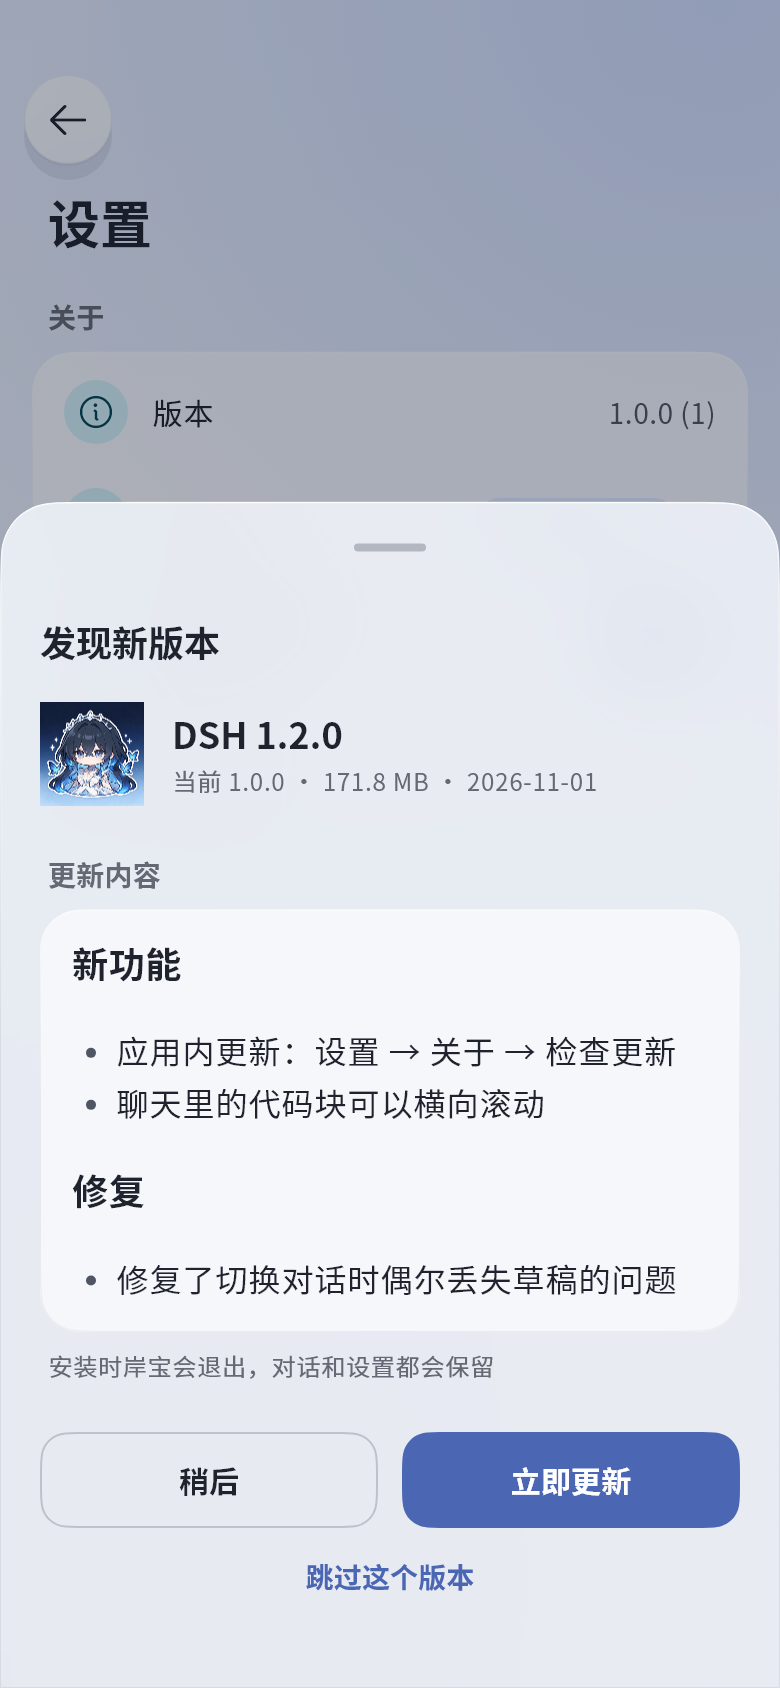 设置
关于
版本 1.0.0 (1)
发现新版本
DSH 1.2.0
当前 1.0.0 • 171.8 MB • 2026-11-01
更新内容
新功能
• 应用内更新：设置 → 关于 → 检查更新
• 聊天里的代码块可以横向滚动
修复
• 修复了切换对话时偶尔丢失草稿的问题
安装时岸宝会退出，对话和设置都会保留
稍后 立即更新
跳过这个版本